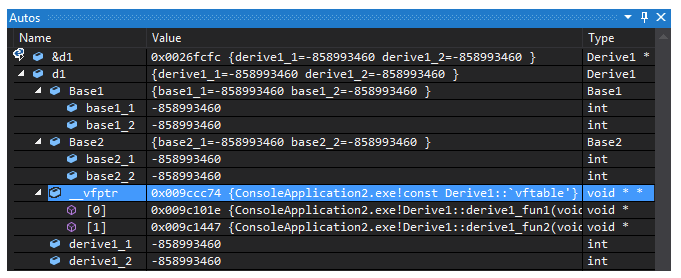 Autos
Name Value Type
&d1 0x0026fcfc {derive1_1=-858993460 derive1_2=-858993460 } Derive1 *
d1 {derive1_1=-858993460 derive1_2=-858993460 } Derive1
Base1 {base1_1=-858993460 base1_2=-858993460 } Base1
base1_1 -858993460 int
base1_2 -858993460 int
Base2 {base2_1=-858993460 base2_2=-858993460 } Base2
base2_1 -858993460 int
base2_2 -858993460 int
__vfptr 0x009ccc74 {ConsoleApplication2.exe!const Derive1::`vftable'} void * *
[0] 0x009c101e {ConsoleApplication2.exe!Derive1::derive1_fun1(void void *
[1] 0x009c1447 {ConsoleApplication2.exe!Derive1::derive1_fun2(void void *
derive1_1 -858993460 int
derive1_2 -858993460 int